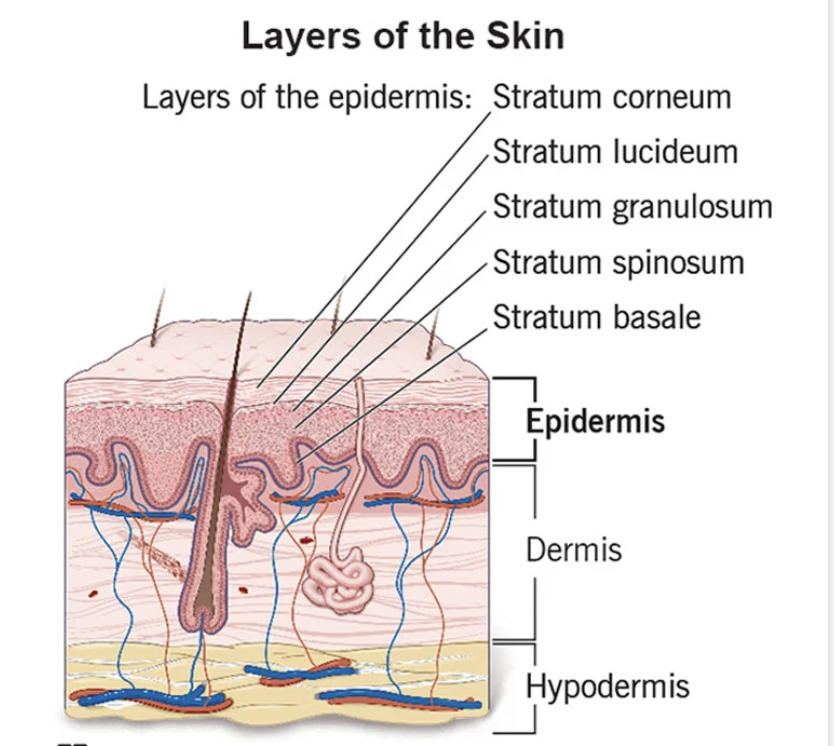 Layers of the Skin
Layers of the epidermis: Stratum corneum
Stratum lucideum
Stratum granulosum
Stratum spinosum
Stratum basale
Epidermis
Dermis
Hypodermis